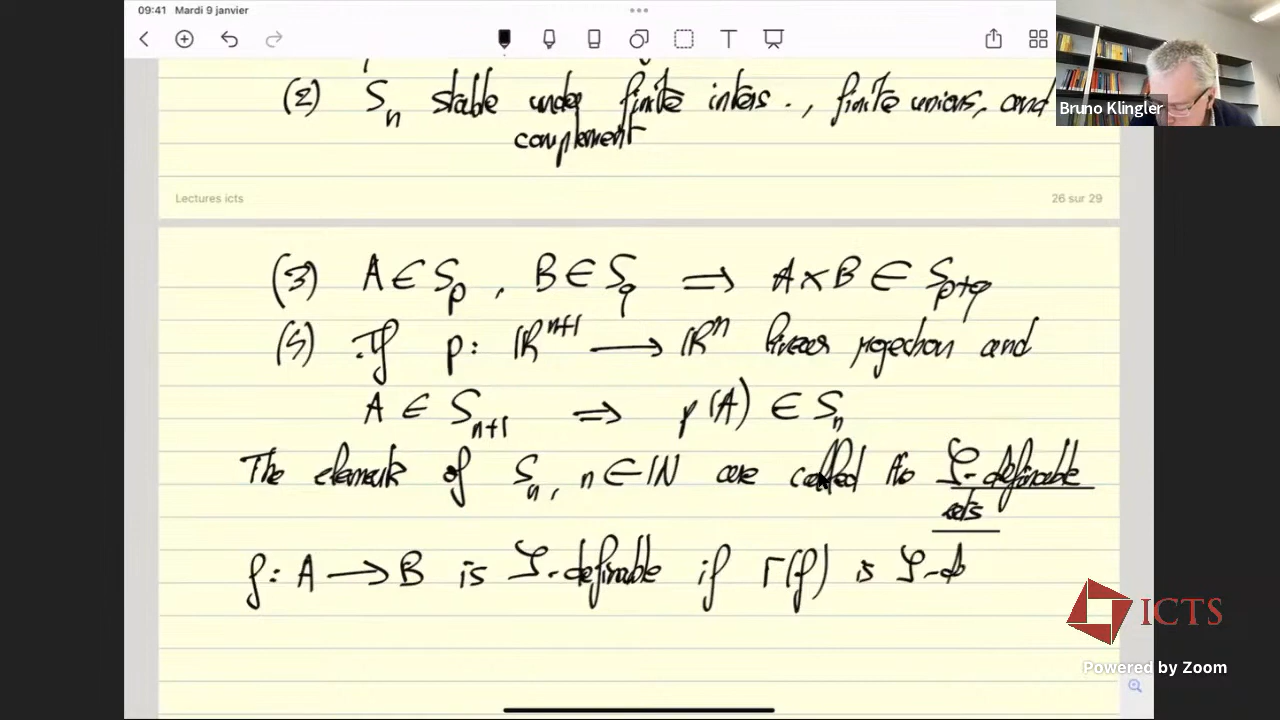 09:41 Mardi 9 janvier
(2) S_n stable under finite inters., finite unions, and
complement
Bruno Klingler
Lectures icts
26 sur 29
(3) A ∈ S_p, B ∈ S_q ⟹ A×B ∈ S_{p+q}
If p: ℝ^{n+1} ⟶ ℝ^n linear projection and
A ∈ S_{n+1} ⟹ p(A) ∈ S_n
The elements of S_n, n ∈ ℕ are called the 𝒮-definable
sets
f: A ⟶ B is 𝒮-definable if Γ(f) is 𝒮-d
ICTS
Powered by Zoom